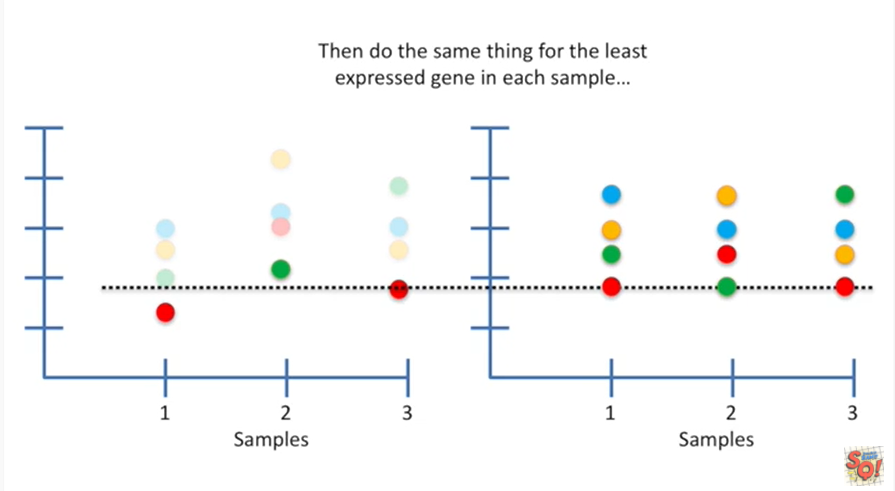 Then do the same thing for the least
expressed gene in each sample...
1 2 3
Samples
1 2 3
Samples
SQ!